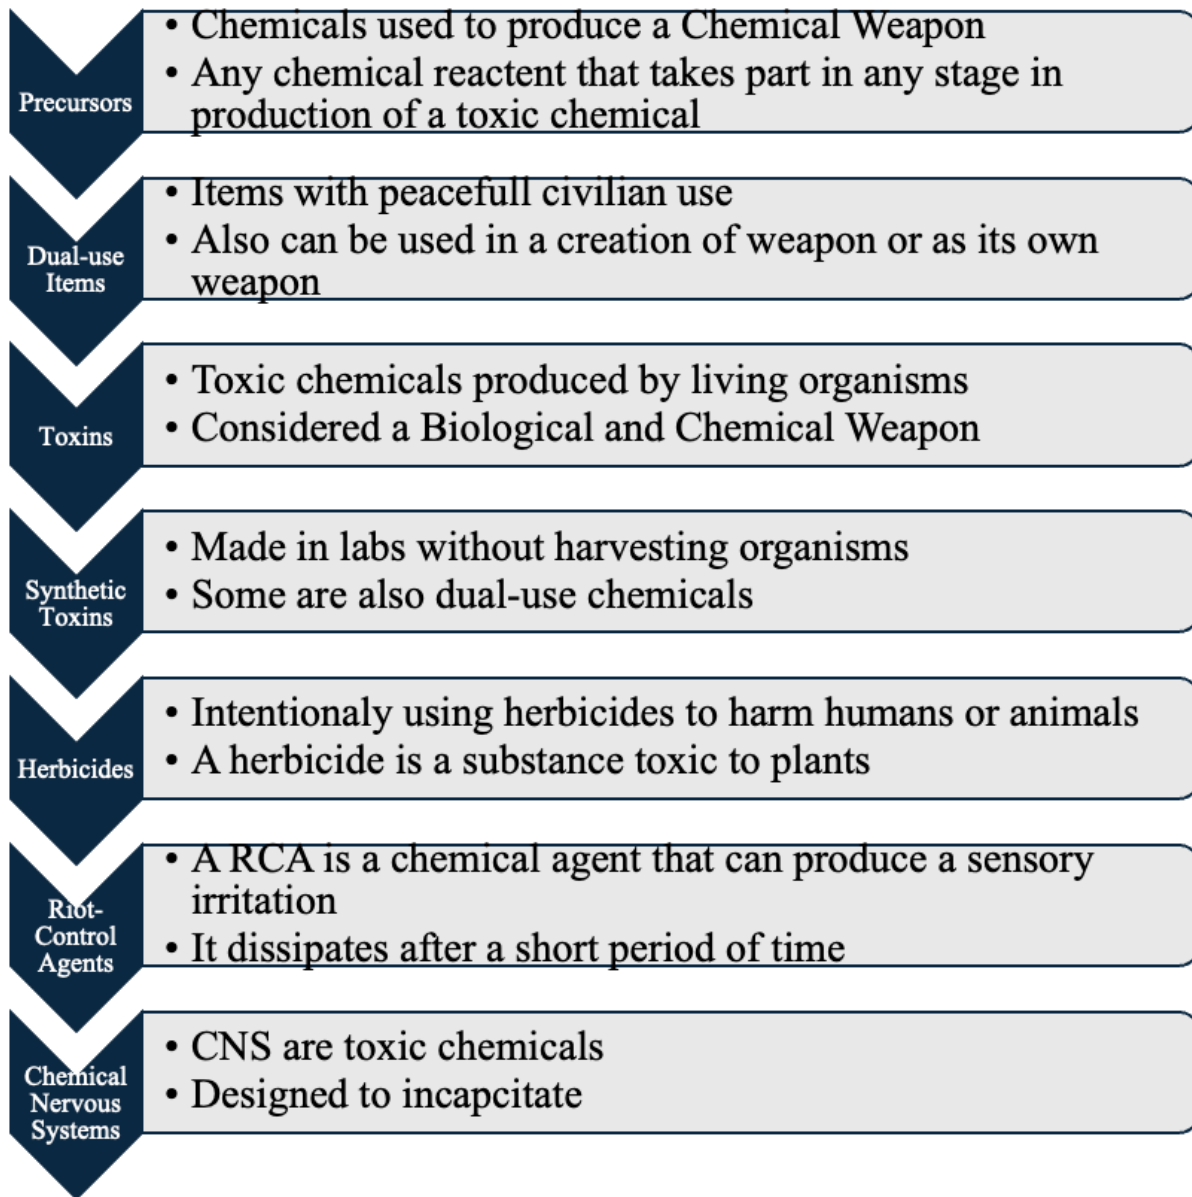 Precursors
• Chemicals used to produce a Chemical Weapon
• Any chemical reactent that takes part in any stage in
production of a toxic chemical
Dual-use
Items
• Items with peacefull civilian use
• Also can be used in a creation of weapon or as its own
weapon
Toxins
• Toxic chemicals produced by living organisms
• Considered a Biological and Chemical Weapon
Synthetic
Toxins
• Made in labs without harvesting organisms
• Some are also dual-use chemicals
Herbicides
• Intentionaly using herbicides to harm humans or animals
• A herbicide is a substance toxic to plants
Riot-
Control
Agents
• A RCA is a chemical agent that can produce a sensory
irritation
• It dissipates after a short period of time
Chemical
Nervous
Systems
• CNS are toxic chemicals
• Designed to incapcitate